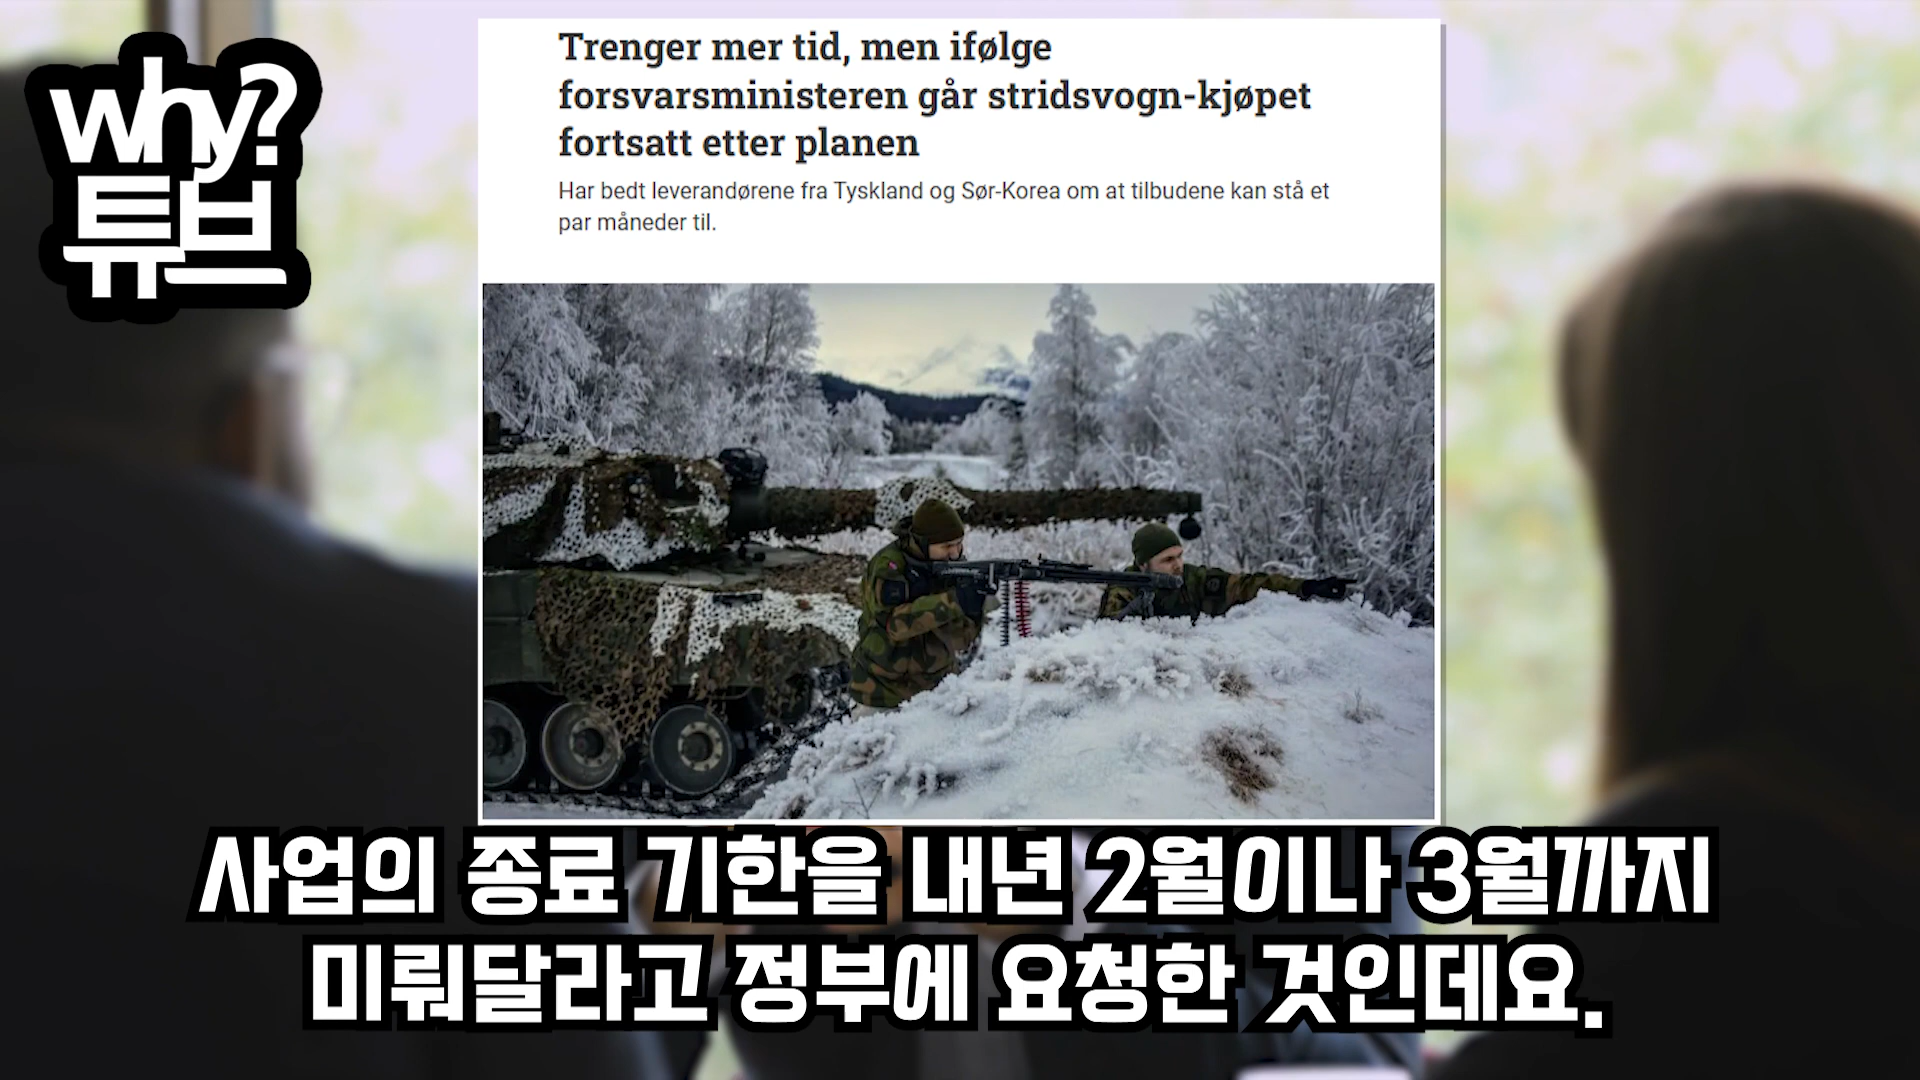 why?
튜브
Trenger mer tid, men ifølge
forsvarsministeren går stridsvogn-kjøpet
fortsatt etter planen
Har bedt leverandørene fra Tyskland og Sør-Korea om at tilbudene kan stå et
par måneder til.
사업의 종료 기한을 내년 2월이나 3월까지
미뤄달라고 정부에 요청한 것인데요.